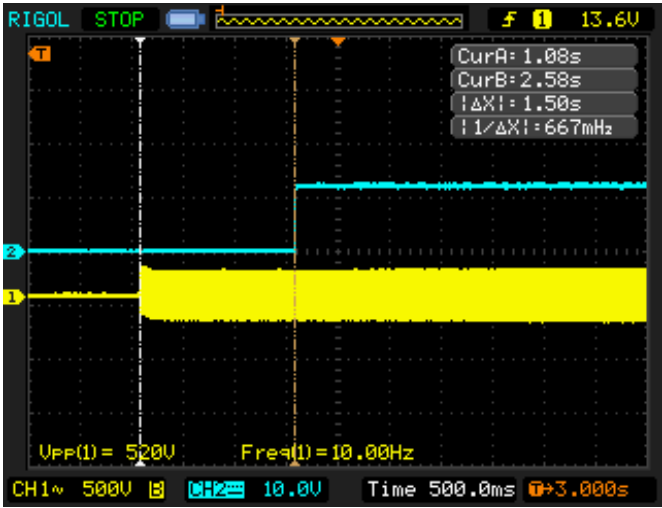 RIGOL STOP T f 1 13.6V
T
CurA: 1.08s
CurB: 2.58s
|ΔX|: 1.50s
|1/ΔX|: 667mHz
2
1
Vpp(1)= 520V Freq(1)=10.00Hz
CH1~ 500V B CH2 10.0V Time 500.0ms T→3.000s